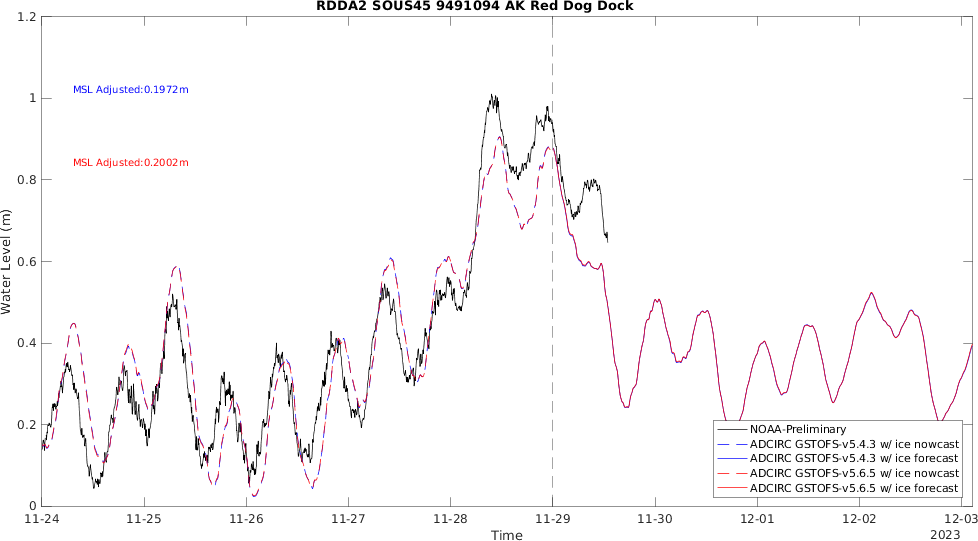 RDDA2 SOUS45 9491094 AK Red Dog Dock
1.2
1
0.8
0.6
0.4
0.2
0
Water Level (m)
MSL Adjusted:0.1972m
MSL Adjusted:0.2002m
NOAA-Preliminary
ADCIRC GSTOFS-v5.4.3 w/ ice nowcast
ADCIRC GSTOFS-v5.4.3 w/ ice forecast
ADCIRC GSTOFS-v5.6.5 w/ ice nowcast
ADCIRC GSTOFS-v5.6.5 w/ ice forecast
11-24 11-25 11-26 11-27 11-28 11-29 11-30 12-01 12-02 12-03
Time
2023